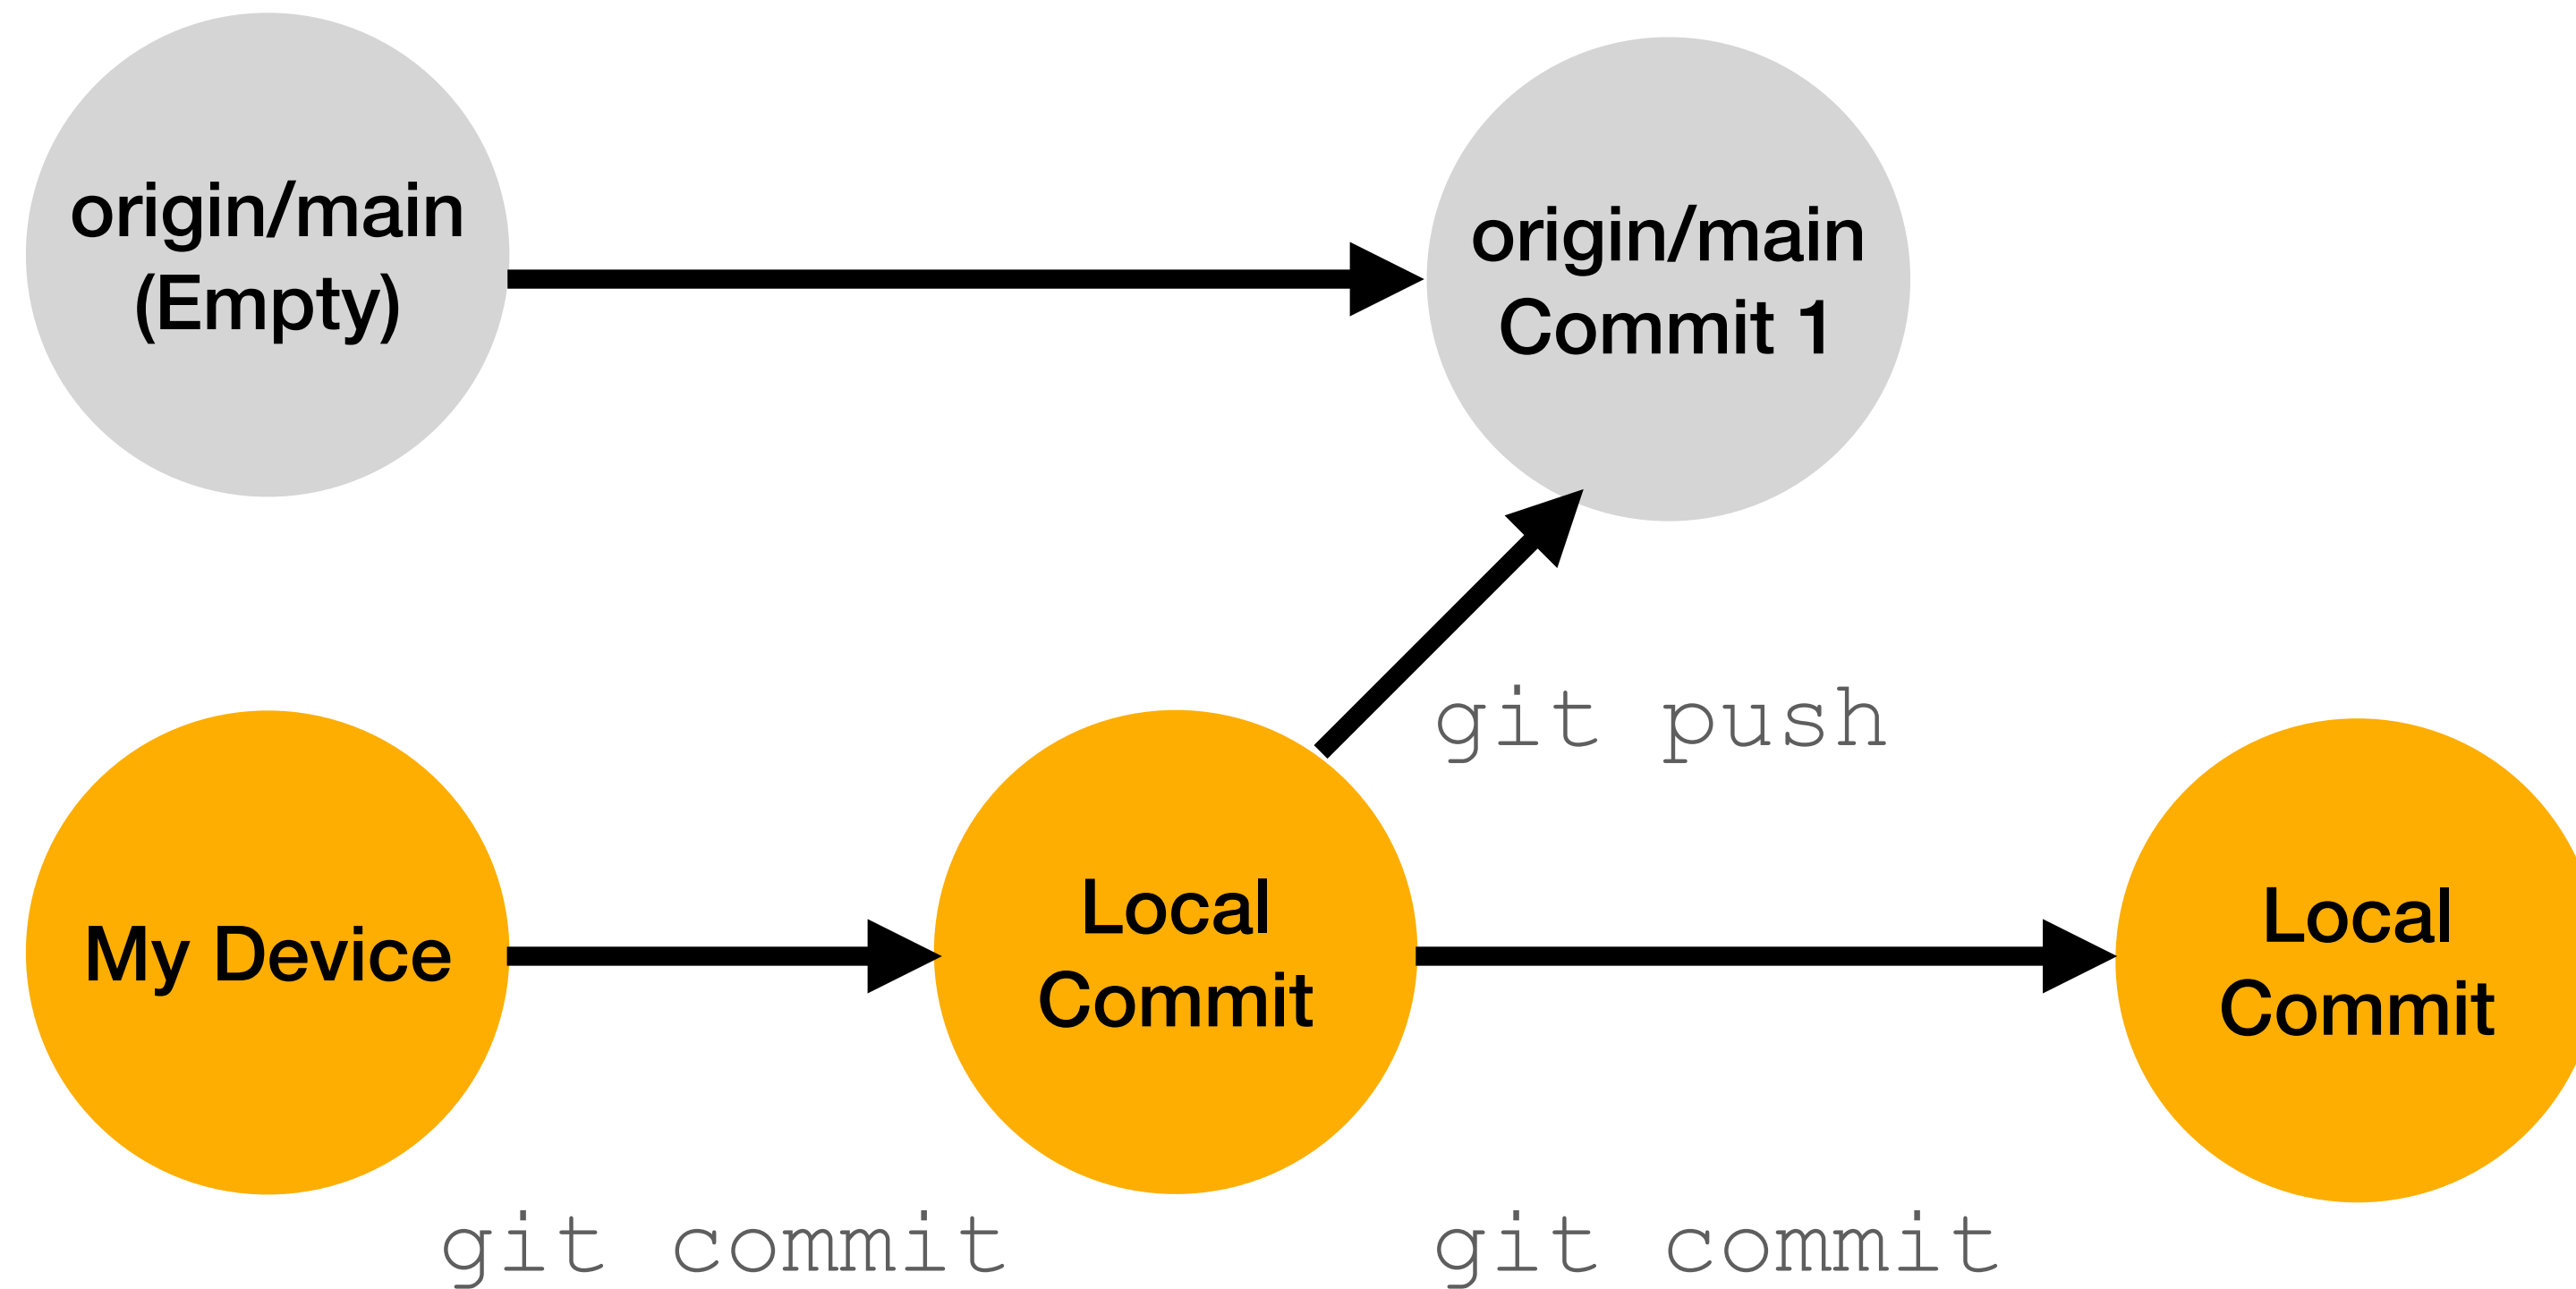 origin/main
(Empty)
origin/main
Commit 1
git push
My Device
Local
Commit
Local
Commit
git commit
git commit